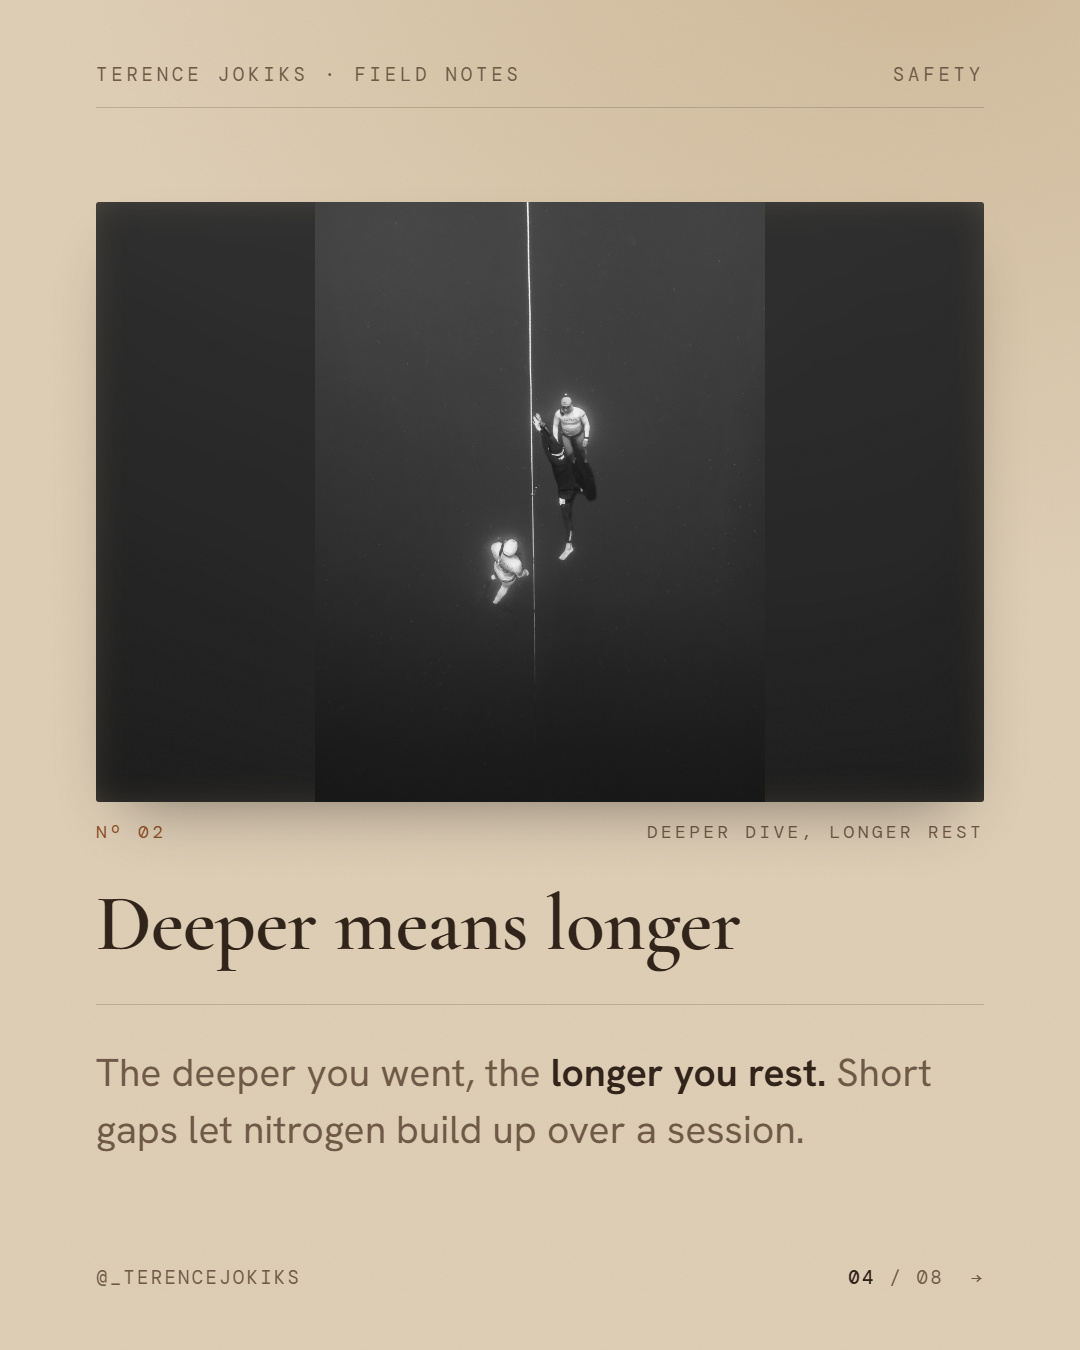 TERENCE JOKIKS · FIELD NOTES
SAFETY
Nº 02
DEEPER DIVE, LONGER REST
Deeper means longer
The deeper you went, the longer you rest. Short
gaps let nitrogen build up over a session.
@_TERENCEJOKIKS
04 / 08 →